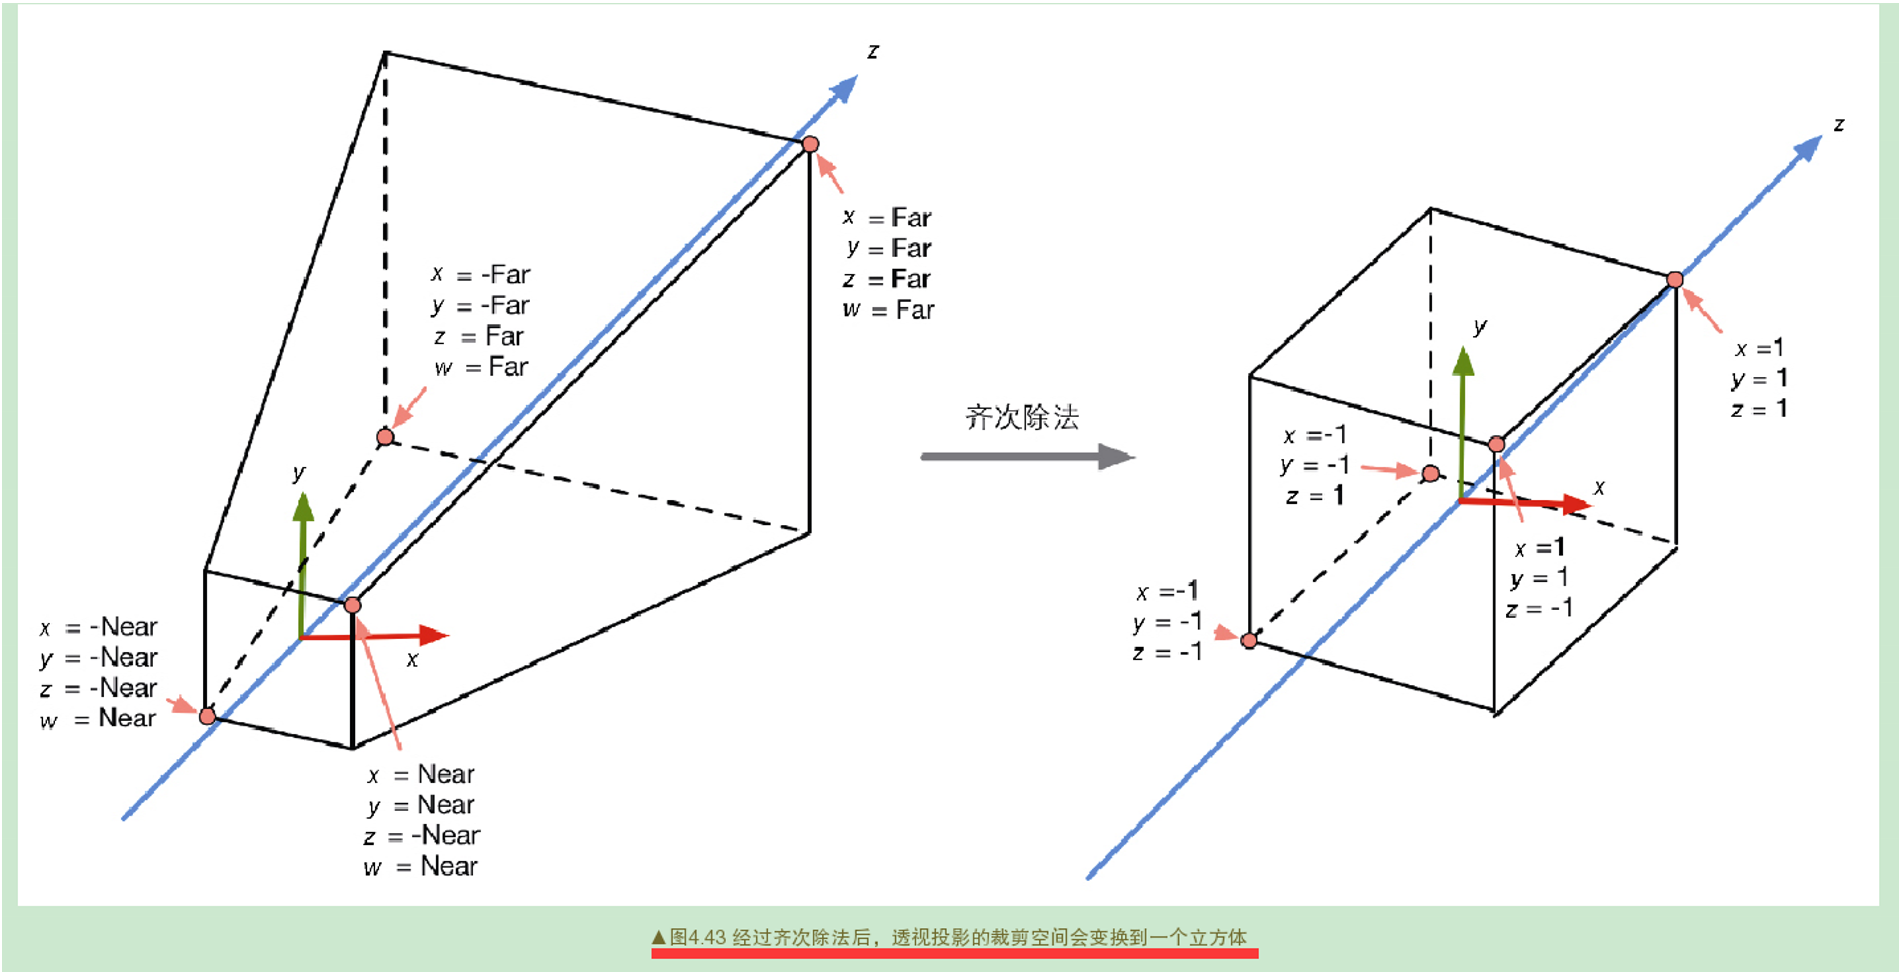 z
x = Far
y = Far
z = Far
w = Far
x = -Far
y = -Far
z = Far
w = Far
y
x
x = -Near
y = -Near
z = -Near
w = Near
x = Near
y = Near
z = -Near
w = Near
齐次除法
z
x =1
y = 1
z = 1
y
x =-1
y = -1
z = 1
x
x =1
y = 1
z = -1
x =-1
y = -1
z = -1
▲图4.43 经过齐次除法后，透视投影的裁剪空间会变换到一个立方体